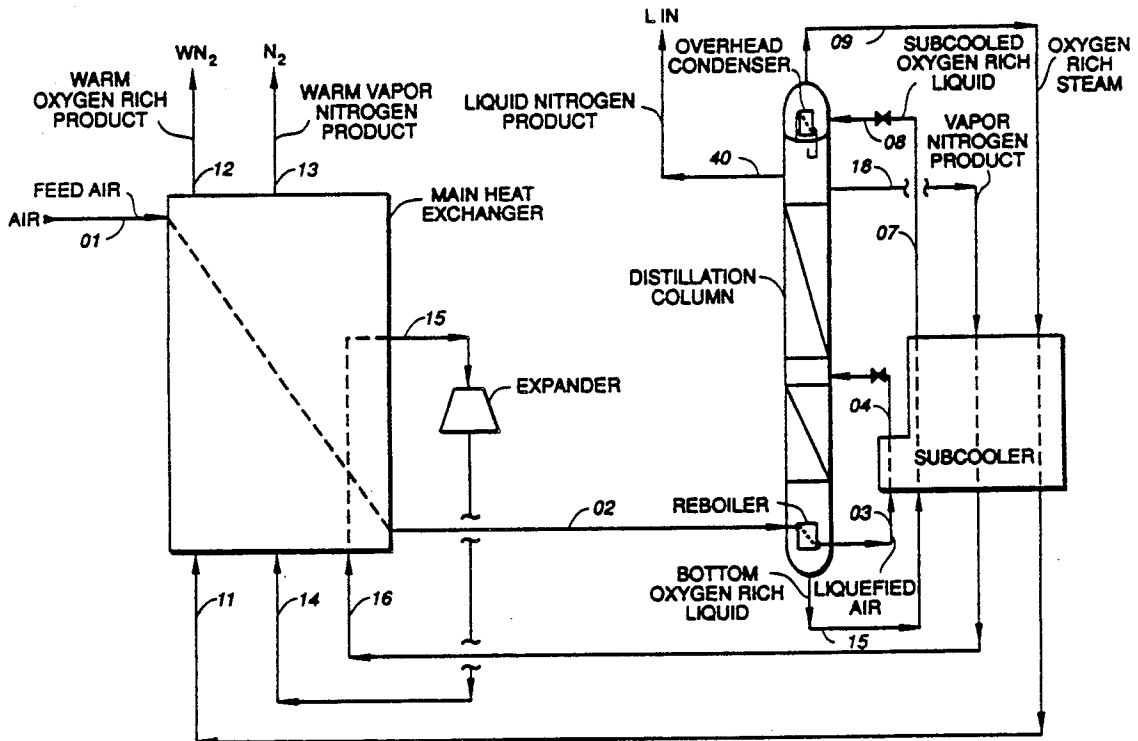 WN2
N2
WARM
OXYGEN RICH
PRODUCT
WARM VAPOR
NITROGEN
PRODUCT
12
13
FEED AIR
AIR
01
MAIN HEAT
EXCHANGER
15
EXPANDER
02
11
14
16
L IN
LIQUID NITROGEN
PRODUCT
40
OVERHEAD
CONDENSER
09
SUBCOOLED
OXYGEN RICH
LIQUID
OXYGEN
RICH
STEAM
08
VAPOR
NITROGEN
PRODUCT
18
07
DISTILLATION
COLUMN
04
SUBCOOLER
REBOILER
03
BOTTOM
OXYGEN RICH
LIQUID
LIQUEFIED
AIR
15